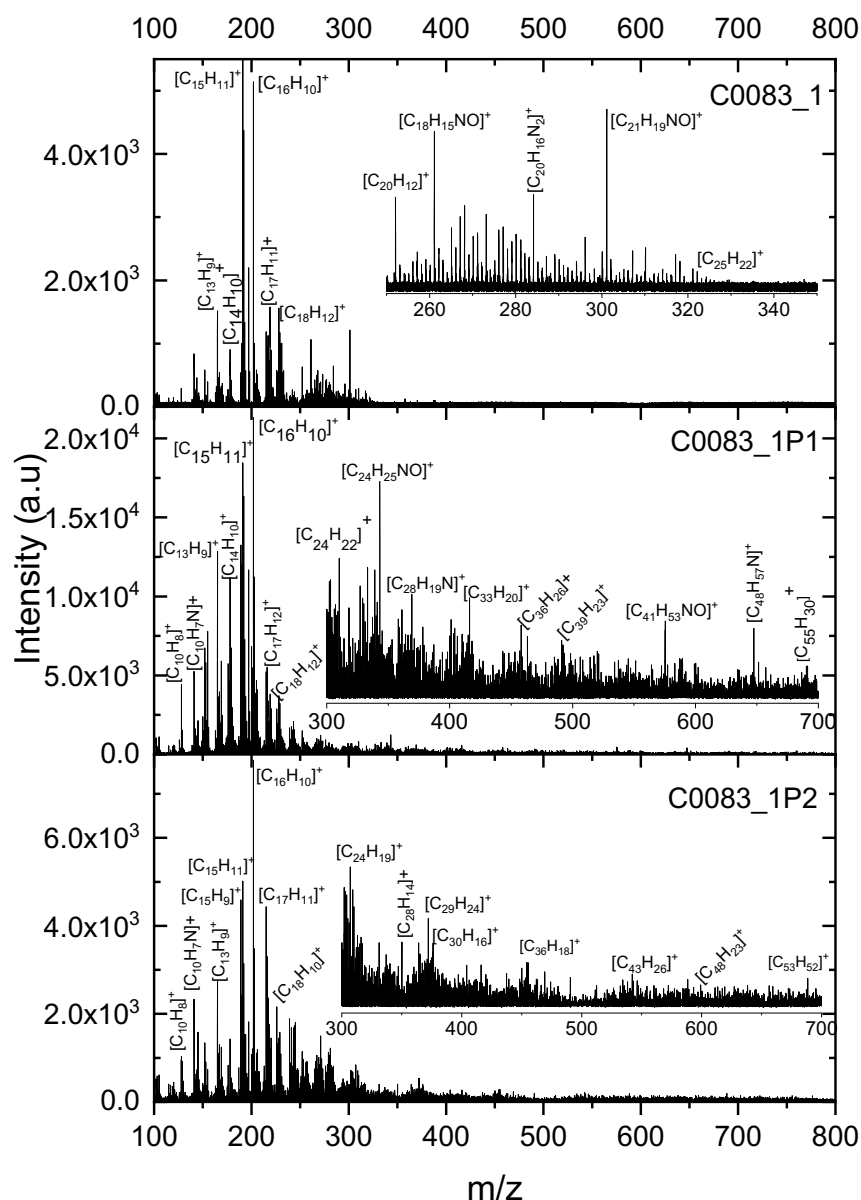 100 200 300 400 500 600 700 800
C0083_1
[C₁₅H₁₁]⁺
[C₁₆H₁₀]⁺
[C₁₃H₉]⁺
[C₁₄H₁₀]⁺
[C₁₇H₁₁]+
[C₁₈H₁₂]⁺
[C₂₀H₁₂]⁺
[C₁₈H₁₅NO]⁺
[C₂₀H₁₆N₂]⁺
[C₂₁H₁₉NO]⁺
[C₂₅H₂₂]⁺
260 280 300 320 340
4.0x10³
2.0x10³
0.0
Intensity (a.u)
C0083_1P1
[C₁₆H₁₀]⁺
[C₁₅H₁₁]⁺
[C₁₃H₉]⁺
[C₁₄H₁₀]⁺
[C₁₀H₈]⁺
[C₁₀H₇N]+
[C₁₇H₁₂]⁺
[C₁₈H₁₂]⁺
[C₂₄H₂₂]⁺
[C₂₄H₂₅NO]⁺
[C₂₈H₁₉N]⁺
[C₃₃H₂₀]⁺
[C₃₆H₂₆]+
[C₃₉H₂₃]⁺
[C₄₁H₅₃NO]⁺
[C₄₈H₅₇N]⁺
[C₅₅H₃₀]⁺
300 400 500 600 700
2.0x10⁴
1.5x10⁴
1.0x10⁴
5.0x10³
0.0
C0083_1P2
[C₁₆H₁₀]⁺
[C₁₅H₁₁]⁺
[C₁₅H₉]⁺
[C₁₇H₁₁]⁺
[C₁₀H₈]⁺
[C₁₀H₇N]+
[C₁₃H₉]⁺
[C₁₈H₁₀]⁺
[C₂₄H₁₉]⁺
[C₂₈H₁₄]+
[C₂₉H₂₄]⁺
[C₃₀H₁₆]⁺
[C₃₆H₁₈]⁺
[C₄₃H₂₆]⁺
[C₄₈H₂₃]⁺
[C₅₃H₅₂]⁺
300 400 500 600 700
6.0x10³
4.0x10³
2.0x10³
0.0
100 200 300 400 500 600 700 800
m/z